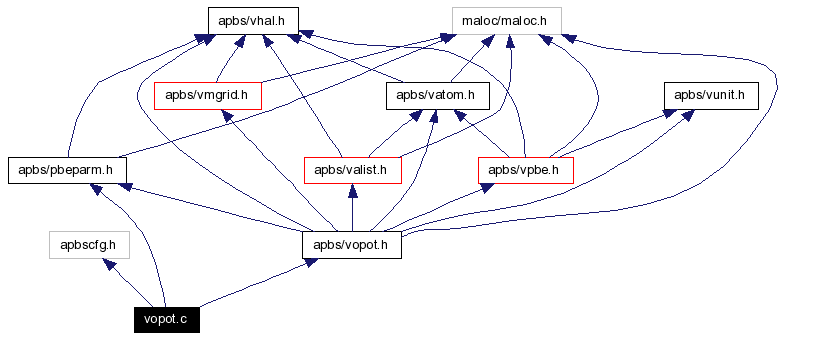 apbs/vhal.h
maloc/maloc.h
apbs/vmgrid.h
apbs/vatom.h
apbs/vunit.h
apbs/pbeparm.h
apbs/valist.h
apbs/vpbe.h
apbscfg.h
apbs/vopot.h
vopot.c